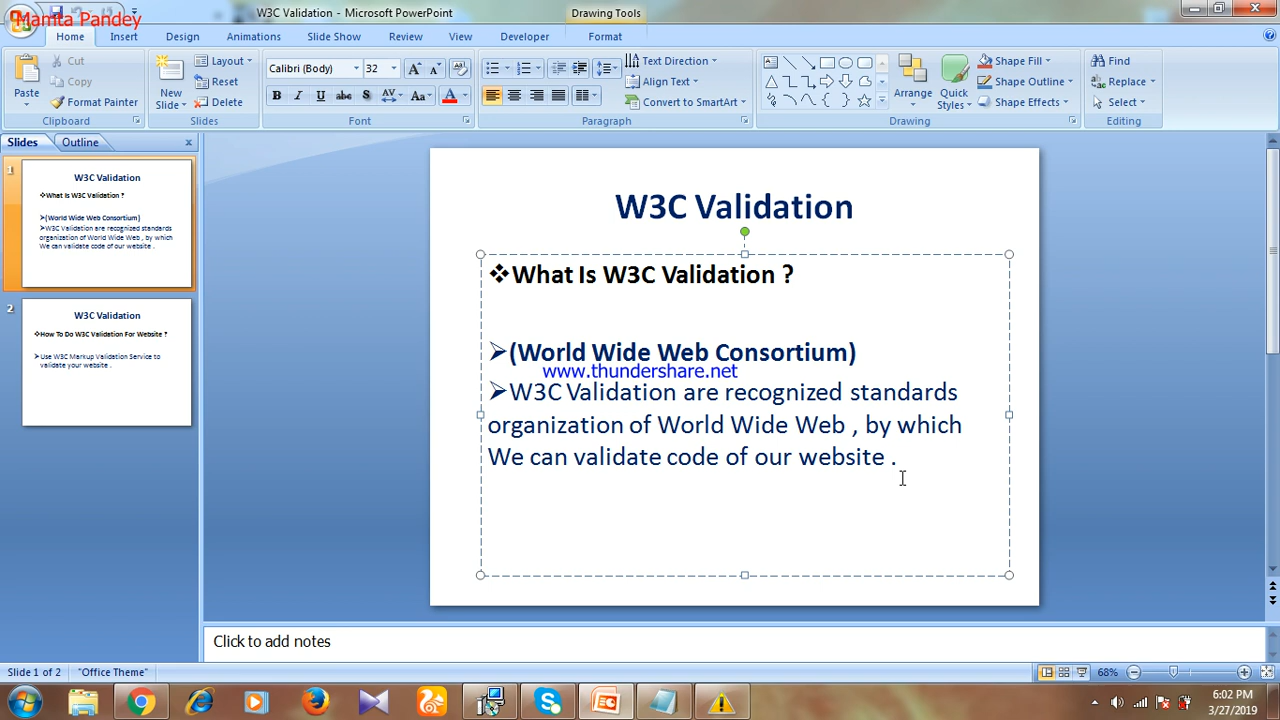 Mamta Pandey
W3C Validation - Microsoft PowerPoint
Drawing Tools
Home Insert Design Animations Slide Show Review View Developer Format
Paste
Cut
Copy
Format Painter
Clipboard
New Slide
Layout
Reset
Delete
Slides
Calibri (Body) 32
B I U abc S AV Aa A
Font
Text Direction
Align Text
Convert to SmartArt
Paragraph
Arrange
Quick Styles
Shape Fill
Shape Outline
Shape Effects
Drawing
Find
Replace
Select
Editing
Slides Outline
1
W3C Validation
What Is W3C Validation ?
(World Wide Web Consortium)
W3C Validation are recognized standards
organization of World Wide Web , by which
We can validate code of our website .
2
W3C Validation
How To Do W3C Validation For Website ?
Use W3C Markup Validation Service to
validate your website .
W3C Validation
What Is W3C Validation ?
(World Wide Web Consortium)
www.thundershare.net
W3C Validation are recognized standards
organization of World Wide Web , by which
We can validate code of our website .
Click to add notes
Slide 1 of 2 "Office Theme" 68%
6:02 PM
3/27/2019